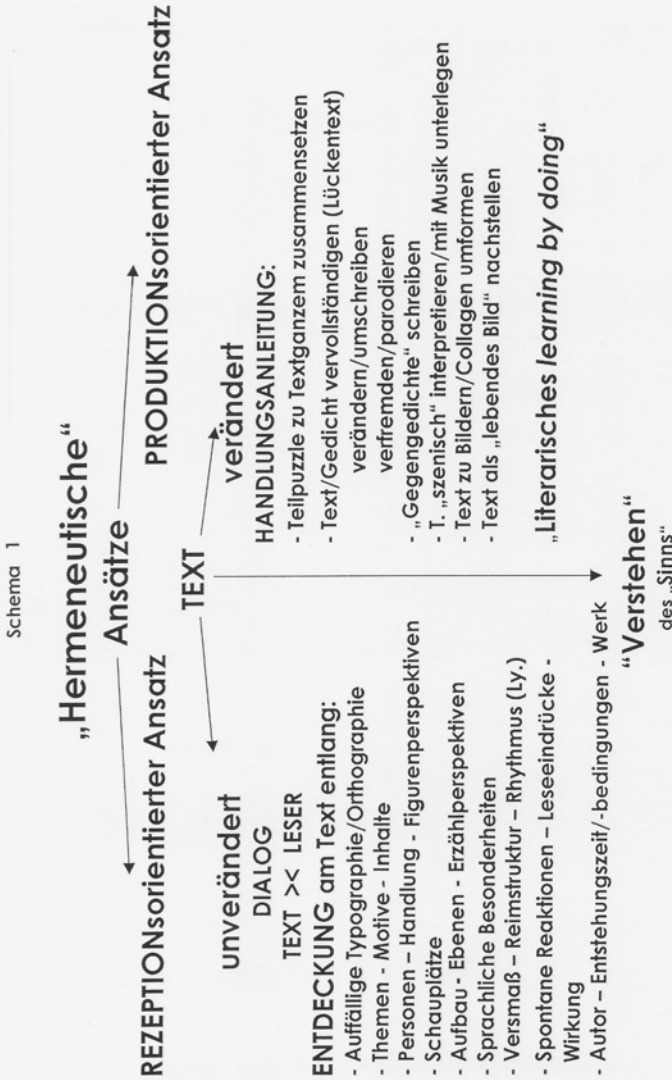 Schema 1
„Hermeneutische“
Ansätze
REZEPTIONsorientierter Ansatz
PRODUKTIONsorientierter Ansatz
TEXT
unverändert
DIALOG
TEXT >< LESER
ENTDECKUNG am Text entlang:
- Auffällige Typographie/Orthographie
- Themen - Motive - Inhalte
- Personen – Handlung - Figurenperspektiven
- Schauplätze
- Aufbau - Ebenen - Erzählperspektiven
- Sprachliche Besonderheiten
- Versmaß – Reimstruktur – Rhythmus (Ly.)
- Spontane Reaktionen – Leseeindrücke -
Wirkung
- Autor – Entstehungszeit/-bedingungen - Werk
verändert
HANDLUNGSANLEITUNG:
- Teilpuzzle zu Textganzem zusammensetzen
- Text/Gedicht vervollständigen (Lückentext)
verändern/umschreiben
verfremden/parodieren
- „Gegengedichte“ schreiben
- T. „szenisch“ interpretieren/mit Musik unterlegen
- Text zu Bildern/Collagen umformen
- Text als „lebendes Bild“ nachstellen
„Literarisches learning by doing“
“Verstehen“
des „Sinns“